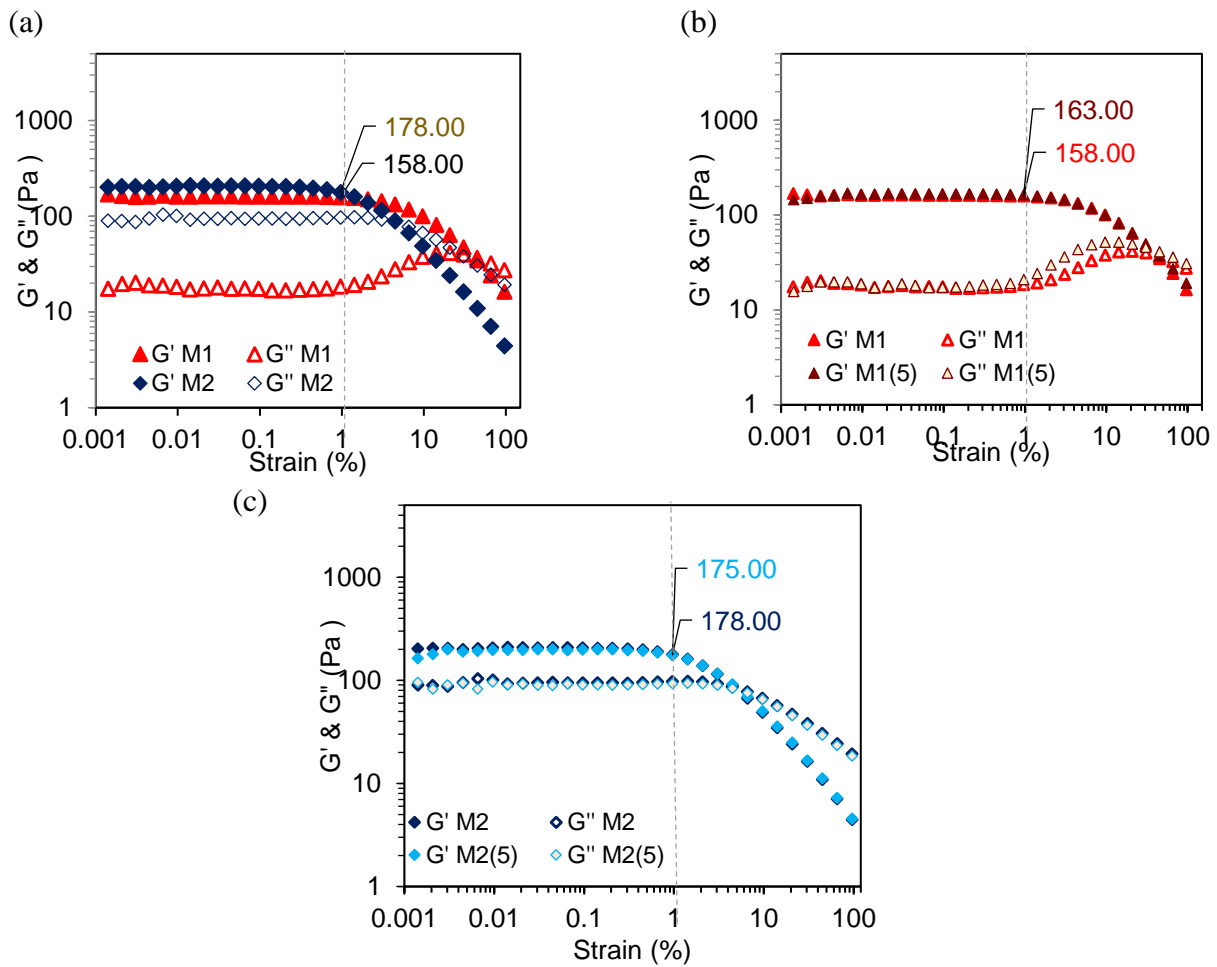 (a)
G' & G" (Pa )
1000
100
10
1
178.00
158.00
G' M1
G'' M1
G' M2
G'' M2
0.001 0.01 0.1 1 10 100
Strain (%)
(b)
G' & G" (Pa )
1000
100
10
1
163.00
158.00
G' M1
G'' M1
G' M1(5)
G'' M1(5)
0.001 0.01 0.1 1 10 100
Strain (%)
(c)
G' & G" (Pa )
1000
100
10
1
175.00
178.00
G' M2
G'' M2
G' M2(5)
G'' M2(5)
0.001 0.01 0.1 1 10 100
Strain (%)